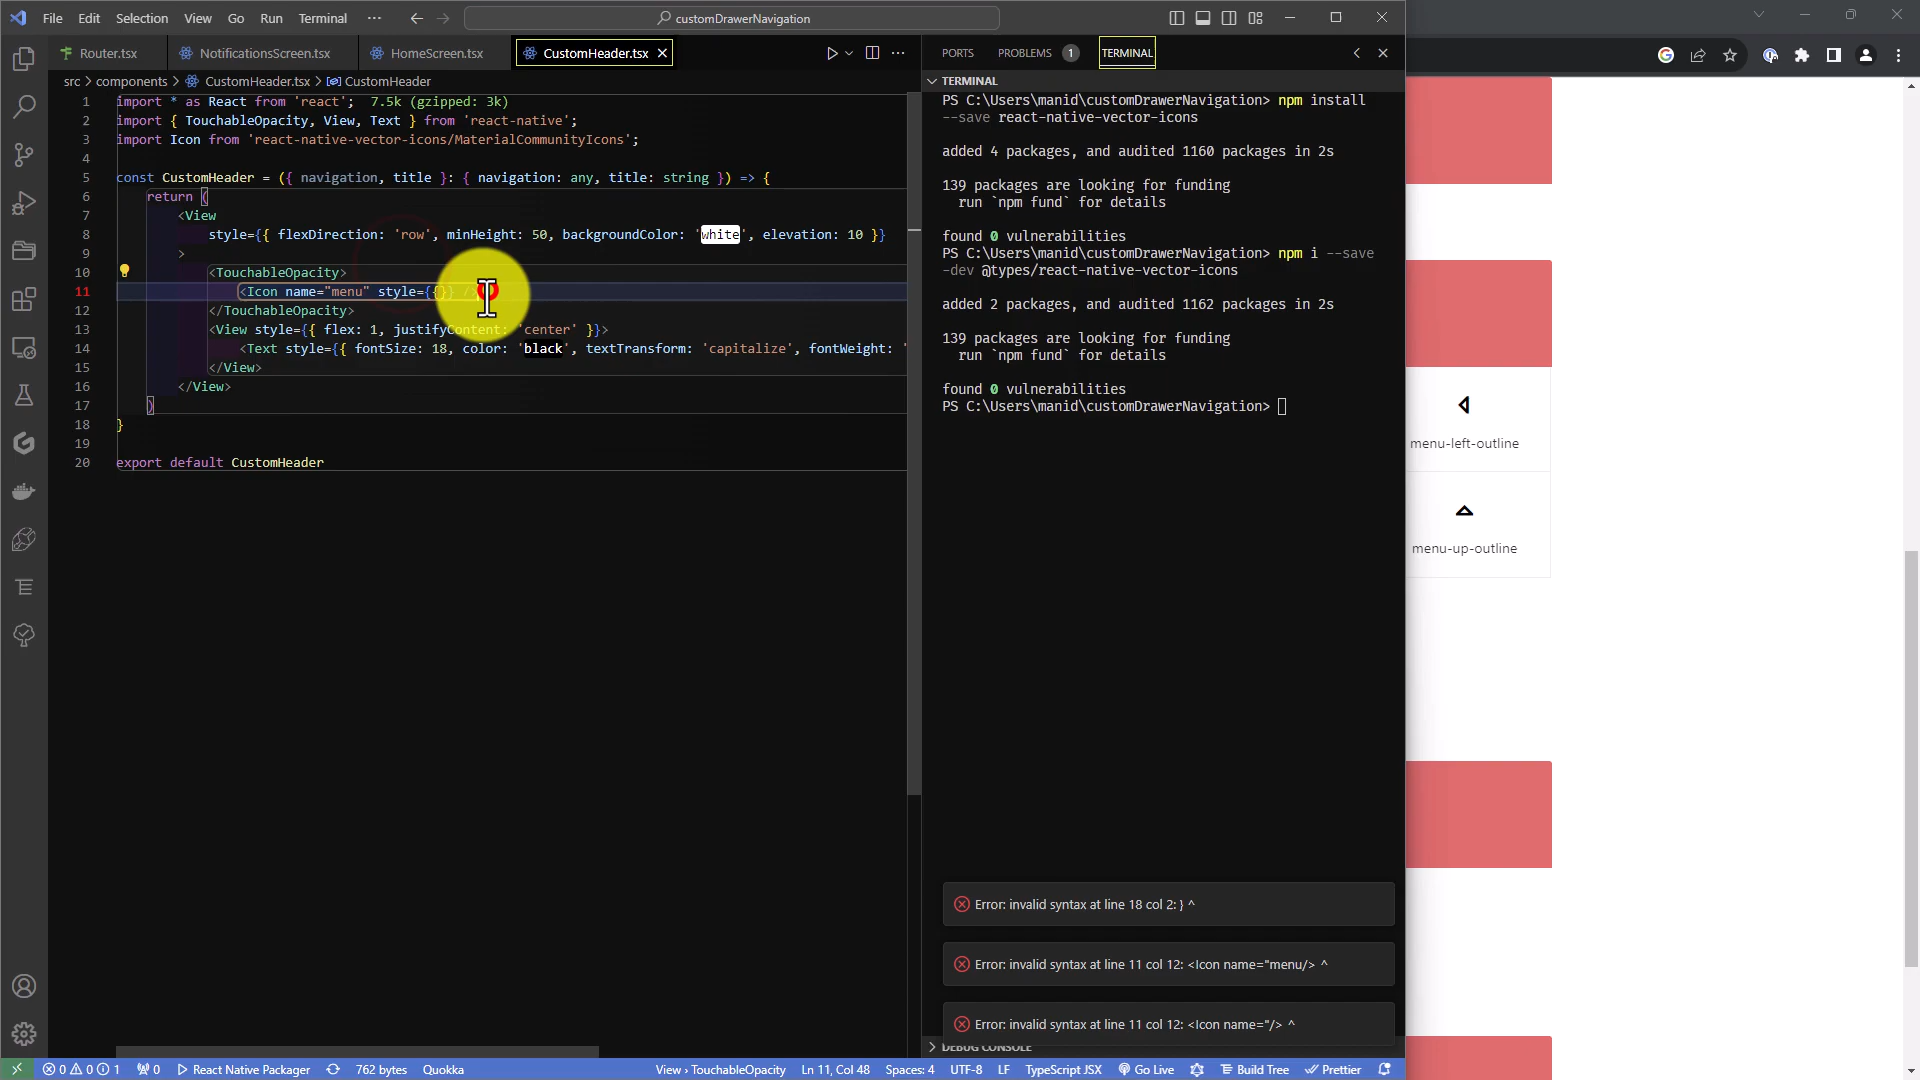 File Edit Selection View Go Run Terminal ··· customDrawerNavigation
Router.tsx NotificationsScreen.tsx HomeScreen.tsx CustomHeader.tsx
src > components > CustomHeader.tsx > CustomHeader
1 import * as React from 'react'; 7.5k (gzipped: 3k)
2 import { TouchableOpacity, View, Text } from 'react-native';
3 import Icon from 'react-native-vector-icons/MaterialCommunityIcons';
4
5 const CustomHeader = ({ navigation, title }: { navigation: any, title: string }) => {
6 return (
7 <View
8 style={{ flexDirection: 'row', minHeight: 50, backgroundColor: 'white', elevation: 10 }}
9 >
10 <TouchableOpacity>
11 <Icon name="menu" style={{}} />
12 </TouchableOpacity>
13 <View style={{ flex: 1, justifyContent: 'center' }}>
14 <Text style={{ fontSize: 18, color: 'black', textTransform: 'capitalize', fontWeight: '
15 </View>
16 </View>
17 )
18 }
19
20 export default CustomHeader
PORTS PROBLEMS 1 TERMINAL
TERMINAL
PS C:\Users\manid\customDrawerNavigation> npm install
--save react-native-vector-icons
added 4 packages, and audited 1160 packages in 2s
139 packages are looking for funding
run `npm fund` for details
found 0 vulnerabilities
PS C:\Users\manid\customDrawerNavigation> npm i --save
-dev @types/react-native-vector-icons
added 2 packages, and audited 1162 packages in 2s
139 packages are looking for funding
run `npm fund` for details
found 0 vulnerabilities
PS C:\Users\manid\customDrawerNavigation>
Error: invalid syntax at line 18 col 2: } ^
Error: invalid syntax at line 11 col 12: <Icon name="menu/> ^
Error: invalid syntax at line 11 col 12: <Icon name="/> ^
DEBUG CONSOLE
menu-left-outline
menu-up-outline
0 0 1 0 React Native Packager 762 bytes Quokka View › TouchableOpacity Ln 11, Col 48 Spaces: 4 UTF-8 LF TypeScript JSX Go Live Build Tree Prettier